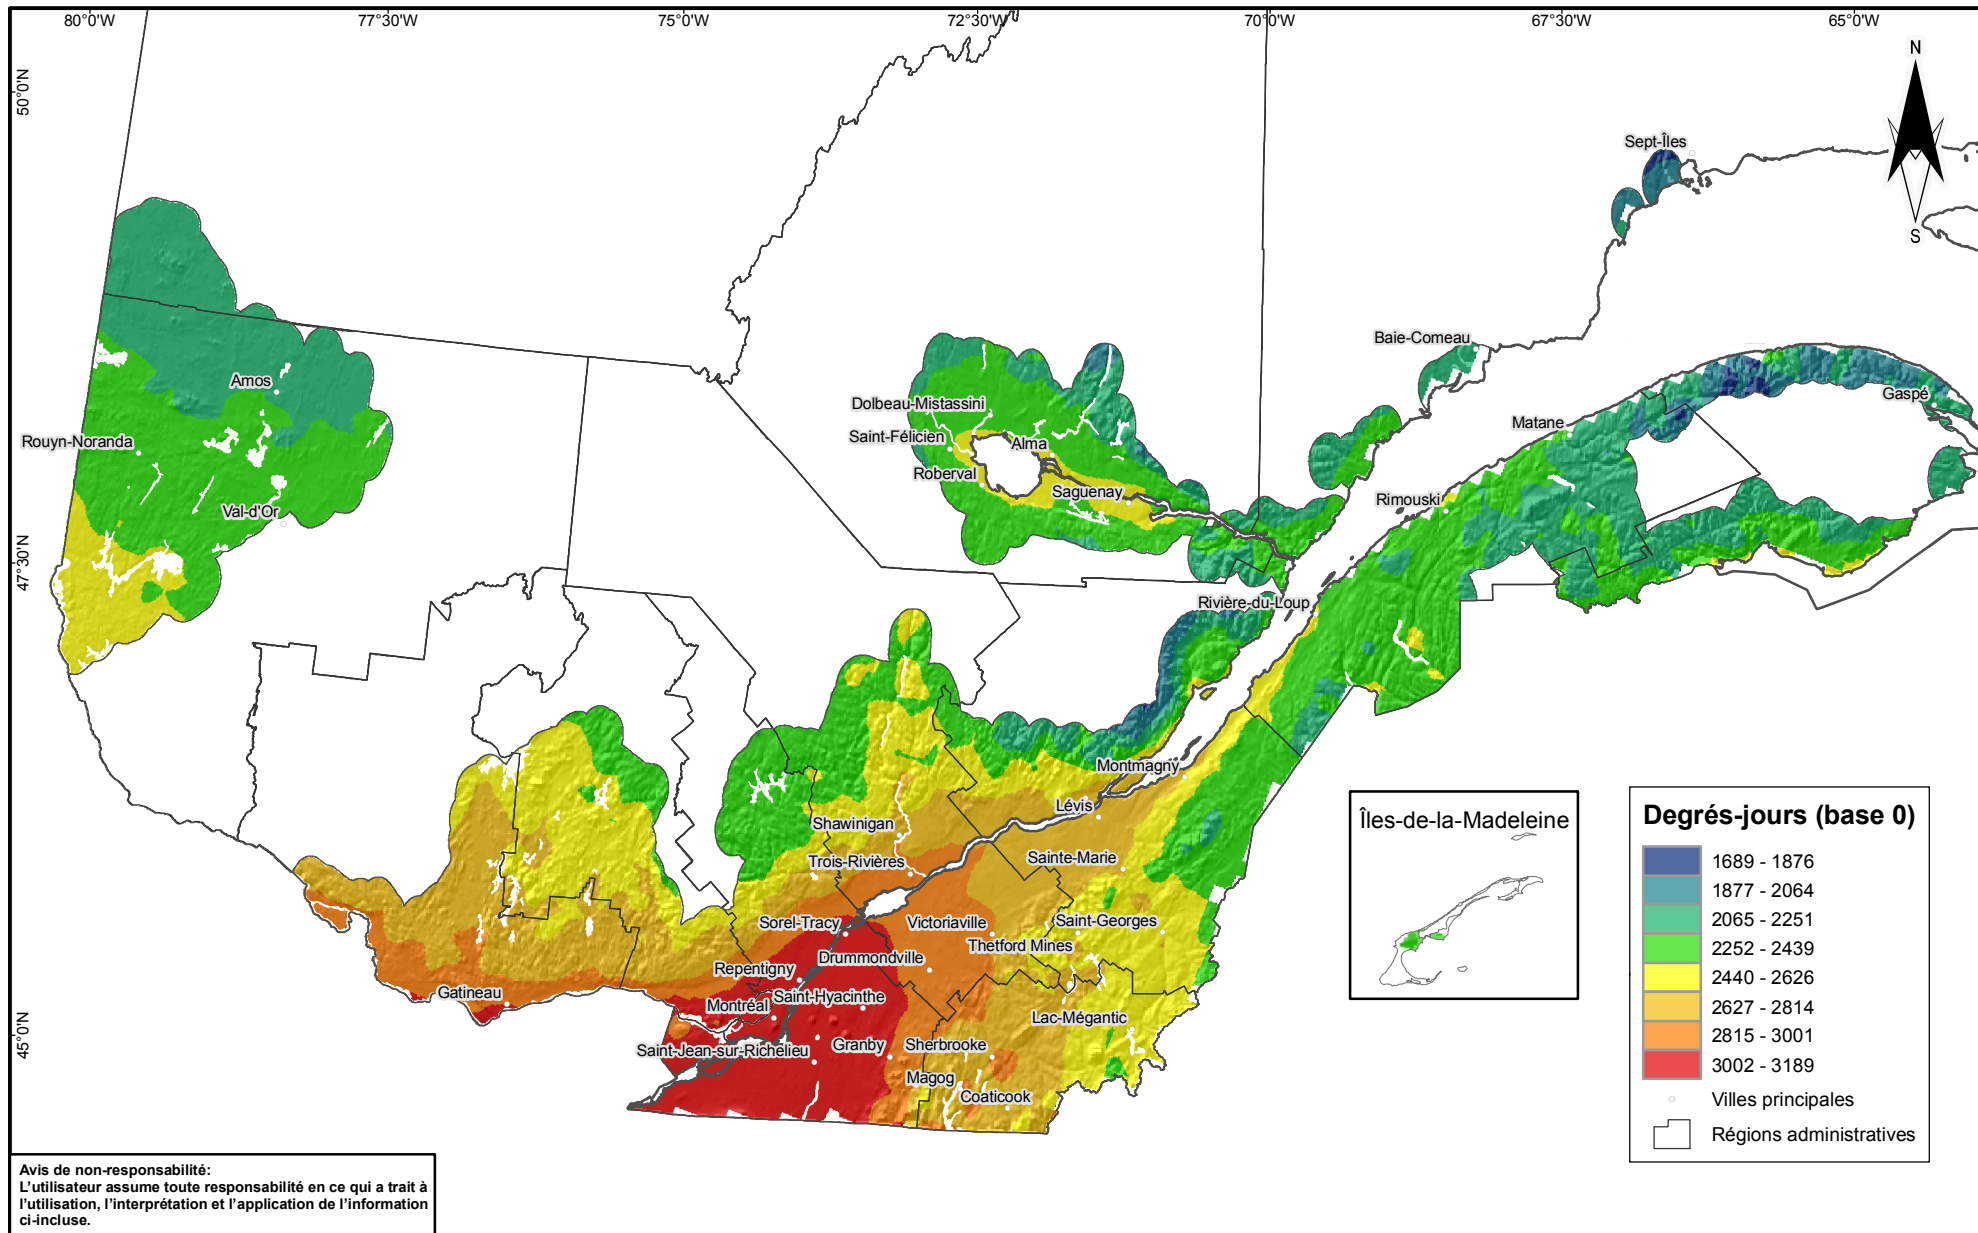 80°0'W
77°30'W
75°0'W
72°30'W
70°0'W
67°30'W
65°0'W
50°0'N
47°30'N
45°0'N
N
S
Sept-Îles
Baie-Comeau
Amos
Dolbeau-Mistassini
Gaspé
Matane
Rouyn-Noranda
Saint-Félicien
Alma
Roberval
Saguenay
Rimouski
Val-d'Or
Rivière-du-Loup
Montmagny
Lévis
Shawinigan
Trois-Rivières
Sainte-Marie
Sorel-Tracy
Victoriaville
Saint-Georges
Thetford Mines
Drummondville
Repentigny
Gatineau
Montréal
Saint-Hyacinthe
Lac-Mégantic
Saint-Jean-sur-Richelieu
Granby
Sherbrooke
Magog
Coaticook
Îles-de-la-Madeleine
Degrés-jours (base 0)
1689 - 1876
1877 - 2064
2065 - 2251
2252 - 2439
2440 - 2626
2627 - 2814
2815 - 3001
3002 - 3189
Villes principales
Régions administratives
Avis de non-responsabilité:
L'utilisateur assume toute responsabilité en ce qui a trait à
l'utilisation, l'interprétation et l'application de l'information
ci-incluse.